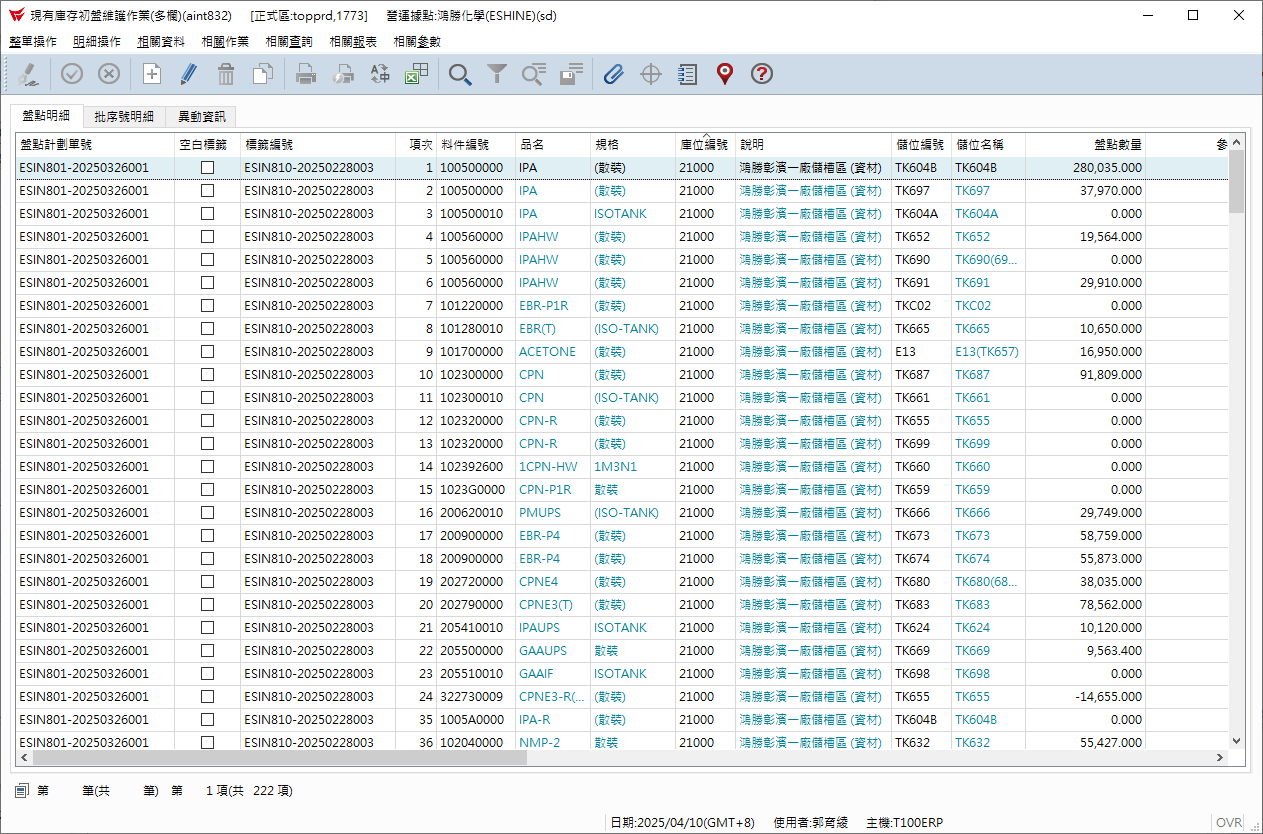 現有庫存初盤維護作業(多欄)(aint832) [正式區:topprd,1773] 營運據點:鴻勝化學(ESHINE)(sd)
整單操作 明細操作 相關資料 相關作業 相關查詢 相關報表 相關參數
盤點明細 批序號明細 異動資訊
盤點計劃單號 空白標籤 標籤編號 項次 料件編號 品名 規格 庫位編號 說明 儲位編號 儲位名稱 盤點數量 參
ESIN801-20250326001 ESIN810-20250228003 1 100500000 IPA (散裝) 21000 鴻勝彰濱一廠儲槽區 (資材) TK604B TK604B 280,035.000
ESIN801-20250326001 ESIN810-20250228003 2 100500000 IPA (散裝) 21000 鴻勝彰濱一廠儲槽區 (資材) TK697 TK697 37,970.000
ESIN801-20250326001 ESIN810-20250228003 3 100500010 IPA ISOTANK 21000 鴻勝彰濱一廠儲槽區 (資材) TK604A TK604A 0.000
ESIN801-20250326001 ESIN810-20250228003 4 100560000 IPAHW (散裝) 21000 鴻勝彰濱一廠儲槽區 (資材) TK652 TK652 19,564.000
ESIN801-20250326001 ESIN810-20250228003 5 100560000 IPAHW (散裝) 21000 鴻勝彰濱一廠儲槽區 (資材) TK690 TK690(69... 0.000
ESIN801-20250326001 ESIN810-20250228003 6 100560000 IPAHW (散裝) 21000 鴻勝彰濱一廠儲槽區 (資材) TK691 TK691 29,910.000
ESIN801-20250326001 ESIN810-20250228003 7 101220000 EBR-P1R (散裝) 21000 鴻勝彰濱一廠儲槽區 (資材) TKC02 TKC02 0.000
ESIN801-20250326001 ESIN810-20250228003 8 101280010 EBR(T) (ISO-TANK) 21000 鴻勝彰濱一廠儲槽區 (資材) TK665 TK665 10,650.000
ESIN801-20250326001 ESIN810-20250228003 9 101700000 ACETONE (散裝) 21000 鴻勝彰濱一廠儲槽區 (資材) E13 E13(TK657) 16,950.000
ESIN801-20250326001 ESIN810-20250228003 10 102300000 CPN (散裝) 21000 鴻勝彰濱一廠儲槽區 (資材) TK687 TK687 91,809.000
ESIN801-20250326001 ESIN810-20250228003 11 102300010 CPN (ISO-TANK) 21000 鴻勝彰濱一廠儲槽區 (資材) TK661 TK661 0.000
ESIN801-20250326001 ESIN810-20250228003 12 102320000 CPN-R (散裝) 21000 鴻勝彰濱一廠儲槽區 (資材) TK655 TK655 0.000
ESIN801-20250326001 ESIN810-20250228003 13 102320000 CPN-R (散裝) 21000 鴻勝彰濱一廠儲槽區 (資材) TK699 TK699 0.000
ESIN801-20250326001 ESIN810-20250228003 14 102392600 1CPN-HW 1M3N1 21000 鴻勝彰濱一廠儲槽區 (資材) TK660 TK660 0.000
ESIN801-20250326001 ESIN810-20250228003 15 1023G0000 CPN-P1R 散裝 21000 鴻勝彰濱一廠儲槽區 (資材) TK659 TK659 0.000
ESIN801-20250326001 ESIN810-20250228003 16 200620010 PMUPS (ISO-TANK) 21000 鴻勝彰濱一廠儲槽區 (資材) TK666 TK666 29,749.000
ESIN801-20250326001 ESIN810-20250228003 17 200900000 EBR-P4 (散裝) 21000 鴻勝彰濱一廠儲槽區 (資材) TK673 TK673 58,759.000
ESIN801-20250326001 ESIN810-20250228003 18 200900000 EBR-P4 (散裝) 21000 鴻勝彰濱一廠儲槽區 (資材) TK674 TK674 55,873.000
ESIN801-20250326001 ESIN810-20250228003 19 202720000 CPNE4 (散裝) 21000 鴻勝彰濱一廠儲槽區 (資材) TK680 TK680(68... 38,035.000
ESIN801-20250326001 ESIN810-20250228003 20 202790000 CPNE3(T) (散裝) 21000 鴻勝彰濱一廠儲槽區 (資材) TK683 TK683 78,562.000
ESIN801-20250326001 ESIN810-20250228003 21 205410010 IPAUPS ISOTANK 21000 鴻勝彰濱一廠儲槽區 (資材) TK624 TK624 10,120.000
ESIN801-20250326001 ESIN810-20250228003 22 205500000 GAAUPS 散裝 21000 鴻勝彰濱一廠儲槽區 (資材) TK669 TK669 9,563.400
ESIN801-20250326001 ESIN810-20250228003 23 205510010 GAAIF ISOTANK 21000 鴻勝彰濱一廠儲槽區 (資材) TK698 TK698 0.000
ESIN801-20250326001 ESIN810-20250228003 24 322730009 CPNE3-R(... (散裝) 21000 鴻勝彰濱一廠儲槽區 (資材) TK655 TK655 -14,655.000
ESIN801-20250326001 ESIN810-20250228003 35 1005A0000 IPA-R (散裝) 21000 鴻勝彰濱一廠儲槽區 (資材) TK604B TK604B 0.000
ESIN801-20250326001 ESIN810-20250228003 36 102040000 NMP-2 散裝 21000 鴻勝彰濱一廠儲槽區 (資材) TK632 TK632 55,427.000
第 筆(共 筆) 第 1 項(共 222 項)
日期:2025/04/10(GMT+8) 使用者:郭育綾 主機:T100ERP OVR